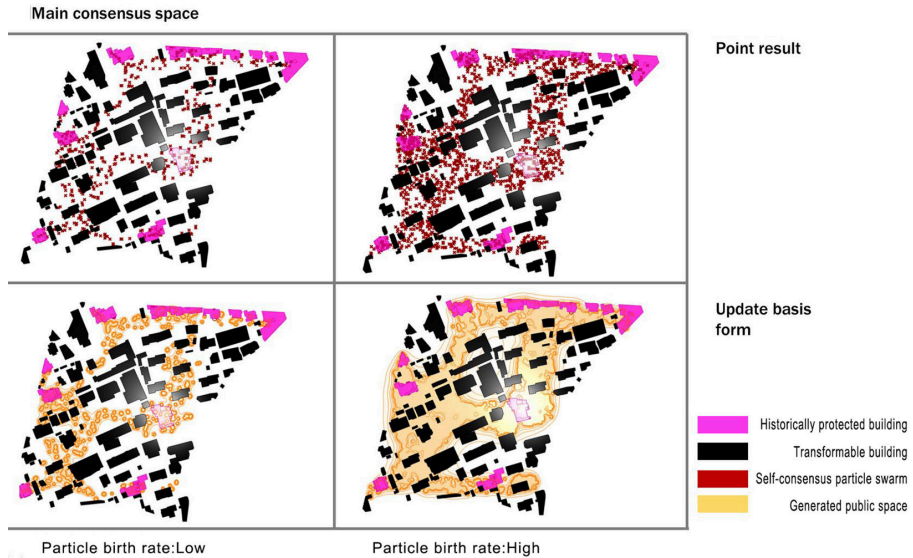 Main consensus space
Point result
Update basis
form
Historically protected building
Transformable building
Self-consensus particle swarm
Generated public space
Particle birth rate:Low
Particle birth rate:High